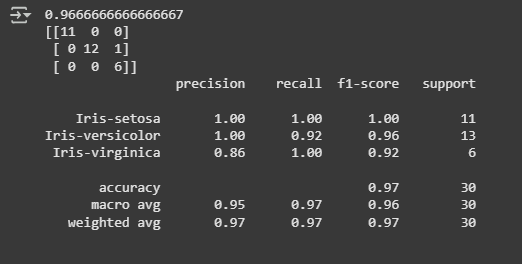 0.9666666666666667
[[11  0  0]
 [ 0 12  1]
 [ 0  0  6]]
                 precision    recall  f1-score   support

    Iris-setosa       1.00      1.00      1.00        11
Iris-versicolor       1.00      0.92      0.96        13
 Iris-virginica       0.86      1.00      0.92         6

       accuracy                           0.97        30
      macro avg       0.95      0.97      0.96        30
   weighted avg       0.97      0.97      0.97        30